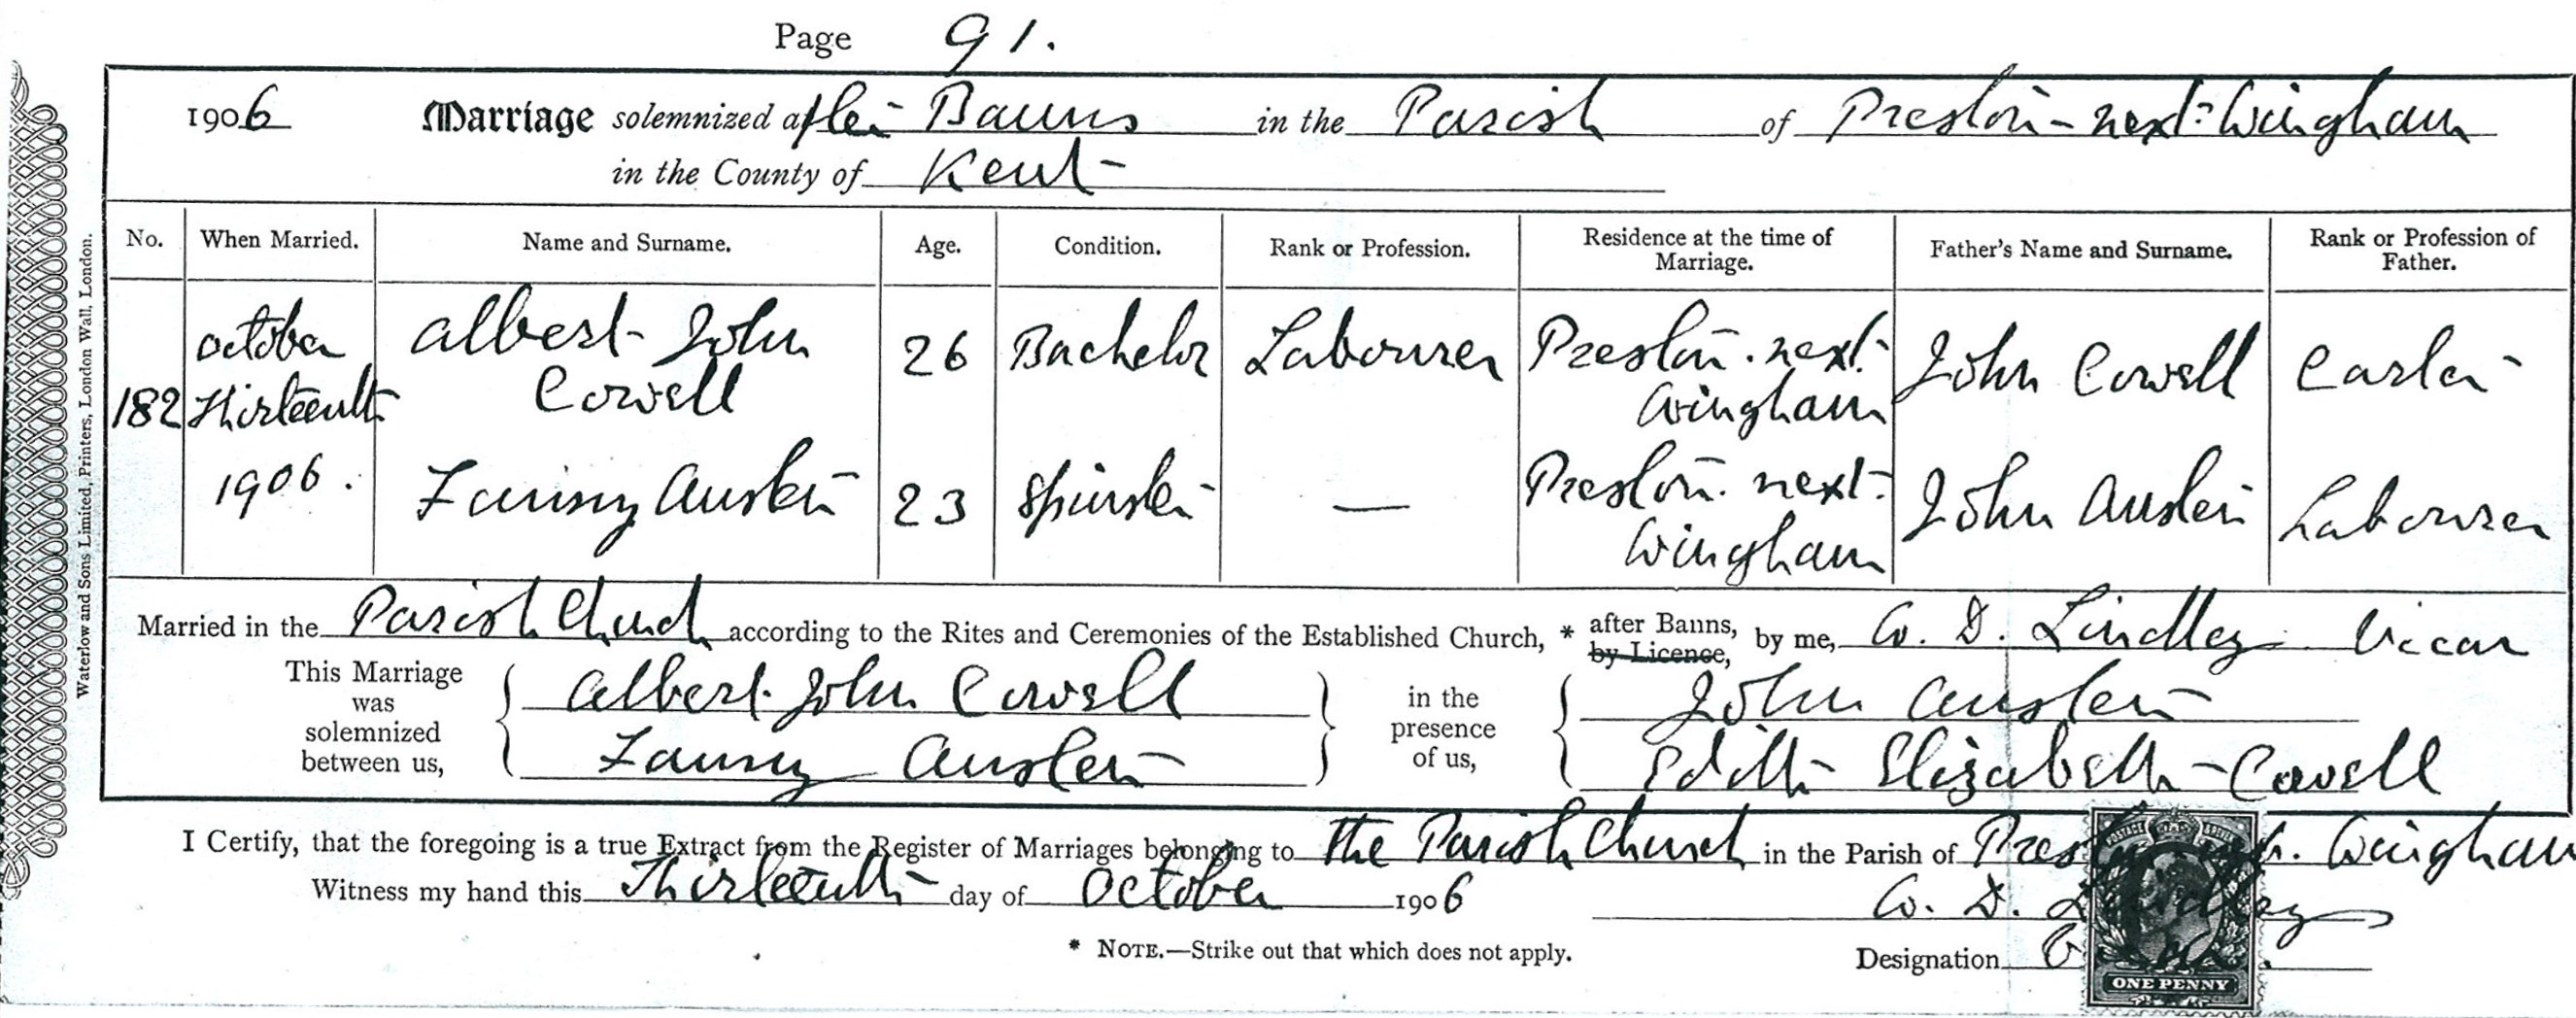 Page 91.
1906 Marriage solemnized after Banns in the Parish of Preston-next-Wingham
in the County of Kent
No. When Married. Name and Surname. Age. Condition. Rank or Profession. Residence at the time of Marriage. Father's Name and Surname. Rank or Profession of Father.
182 October Thirteenth 1906. Albert John Cowell 26 Bachelor Labourer Preston-next-Wingham John Cowell Carter
Fanny Austen 23 Spinster — Preston-next-Wingham John Austen Labourer
Married in the Parish Church according to the Rites and Ceremonies of the Established Church, * after Banns, by Licence, by me, W. D. Lindley Vicar
This Marriage was solemnized between us,
Albert John Cowell
Fanny Austen
in the presence of us,
John Austen
Edith Elizabeth Cowell
I Certify, that the foregoing is a true Extract from the Register of Marriages belonging to the Parish Church in the Parish of Wingham
Witness my hand this Thirteenth day of October 1906 W. D. Lindley
* NOTE.—Strike out that which does not apply.
Designation
POSTAGE
ONE PENNY
Waterlow and Sons Limited, Printers, London Wall, London.